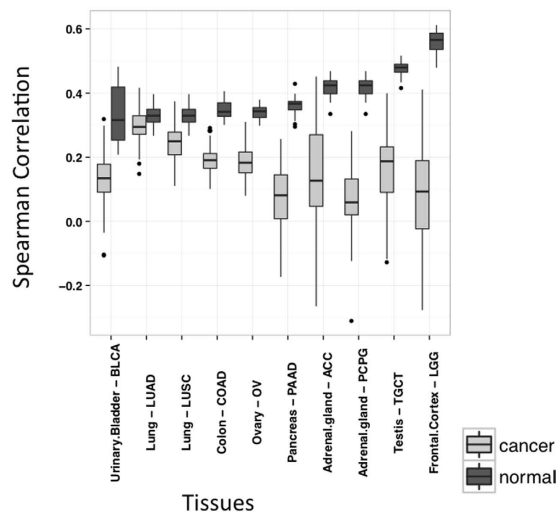 Spearman Correlation
0.6
0.4
0.2
0.0
−0.2
Urinary.Bladder − BLCA
Lung − LUAD
Lung − LUSC
Colon − COAD
Ovary − OV
Pancreas − PAAD
Adrenal.gland − ACC
Adrenal.gland − PCPG
Testis − TGCT
Frontal.Cortex − LGG
Tissues
cancer
normal